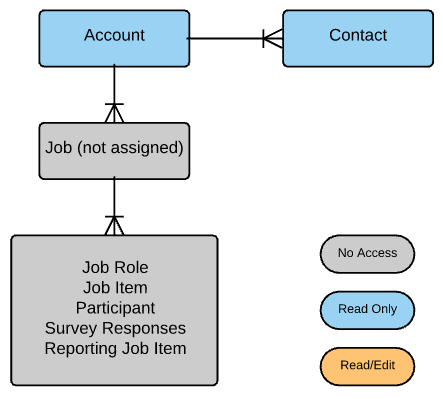 Account
Contact
Job (not assigned)
Job Role
Job Item
Participant
Survey Responses
Reporting Job Item
No Access
Read Only
Read/Edit